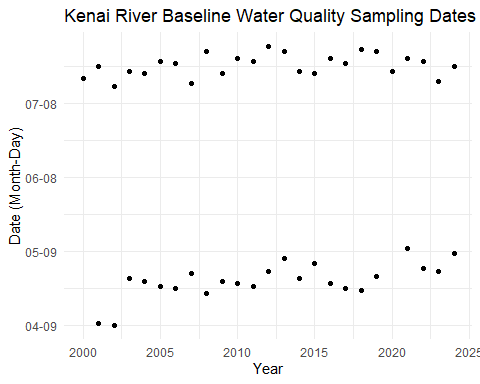 Kenai River Baseline Water Quality Sampling Dates
07-08
06-08
05-09
04-09
Date (Month-Day)
2000 2005 2010 2015 2020 2025
Year